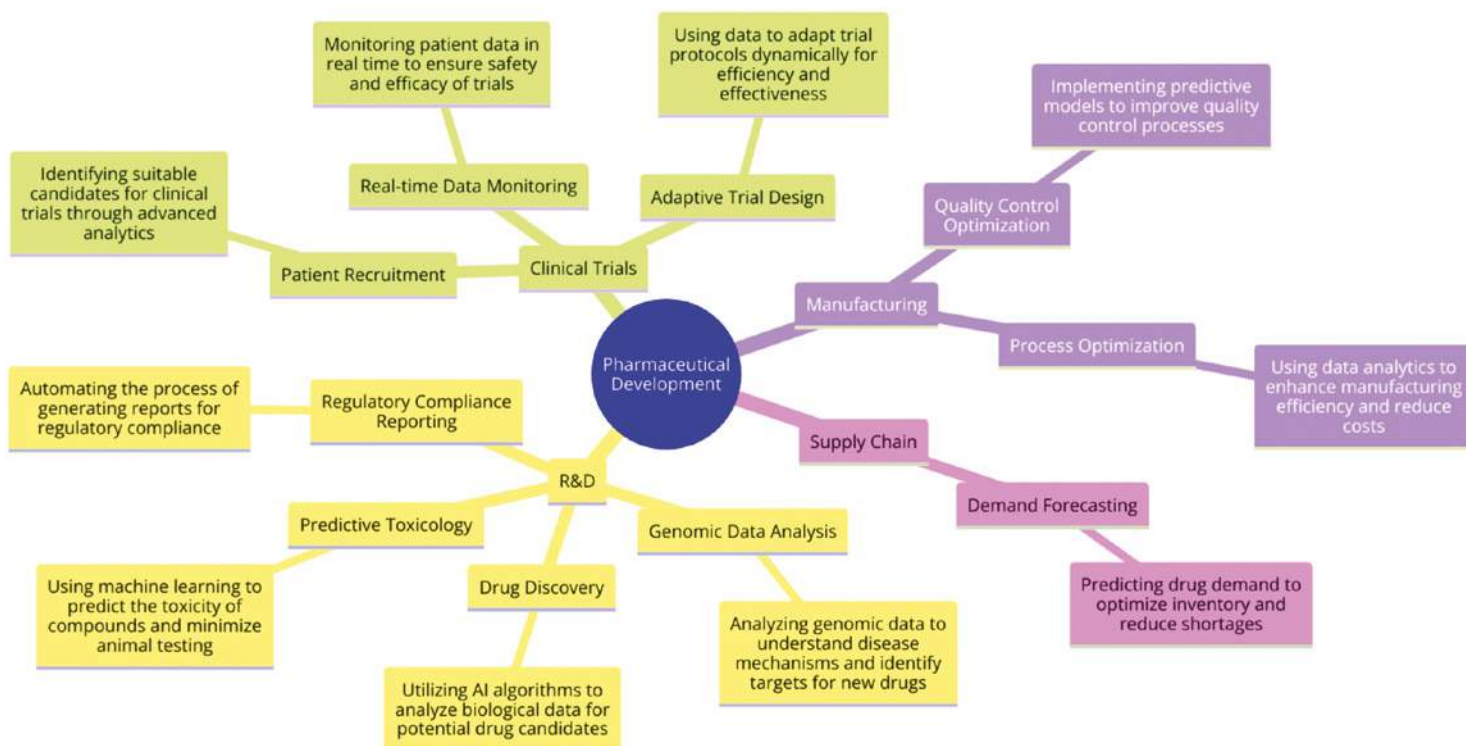 Pharmaceutical
Development
Clinical Trials
Patient Recruitment
Identifying suitable
candidates for clinical
trials through advanced
analytics
Real-time Data Monitoring
Monitoring patient data in
real time to ensure safety
and efficacy of trials
Adaptive Trial Design
Using data to adapt trial
protocols dynamically for
efficiency and
effectiveness
Manufacturing
Quality Control
Optimization
Implementing predictive
models to improve quality
control processes
Process Optimization
Using data analytics to
enhance manufacturing
efficiency and reduce
costs
Supply Chain
Demand Forecasting
Predicting drug demand to
optimize inventory and
reduce shortages
R&D
Regulatory Compliance
Reporting
Automating the process of
generating reports for
regulatory compliance
Predictive Toxicology
Using machine learning to
predict the toxicity of
compounds and minimize
animal testing
Drug Discovery
Utilizing AI algorithms to
analyze biological data for
potential drug candidates
Genomic Data Analysis
Analyzing genomic data to
understand disease
mechanisms and identify
targets for new drugs